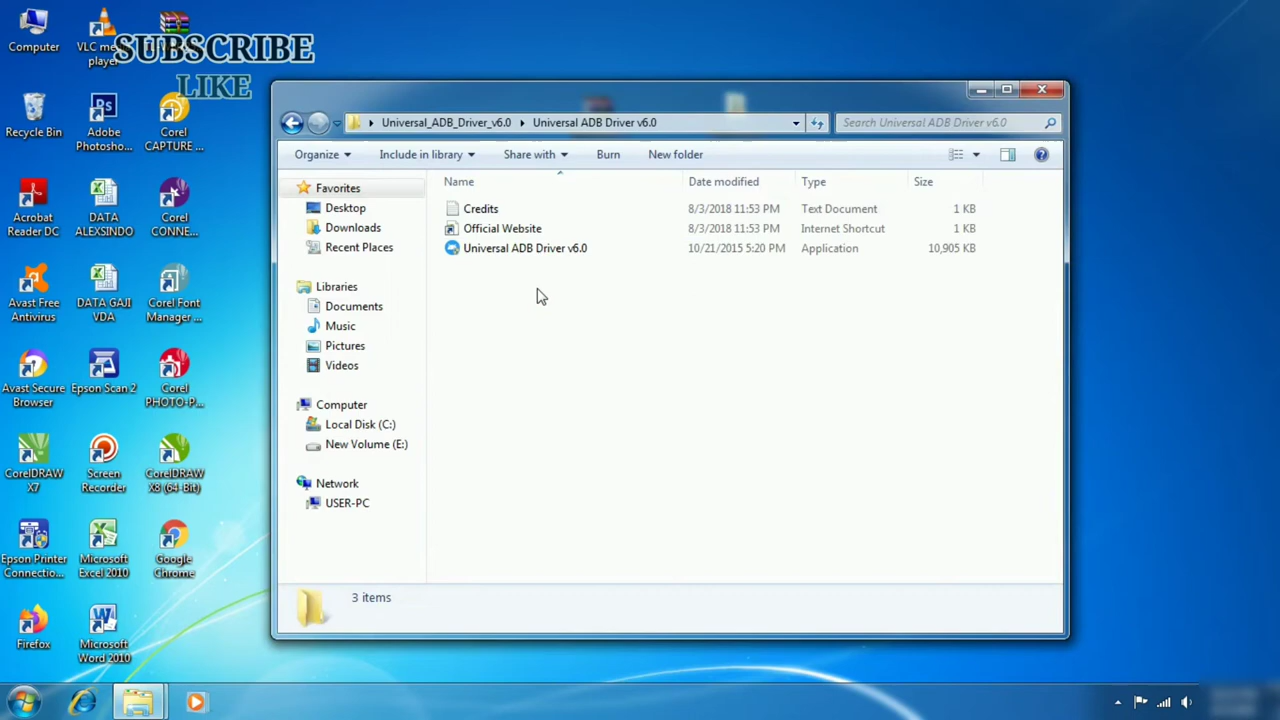 Computer
VLC me
player
SUBSCRIBE
LIKE
Recycle Bin
Adobe
Photosho...
Corel
CAPTURE ...
Acrobat
Reader DC
DATA
ALEXSINDO
Corel
CONNE...
Avast Free
Antivirus
DATA GAJI
VDA
Corel Font
Manager ...
Avast Secure
Browser
Epson Scan 2
Corel
PHOTO-P...
CorelDRAW
X7
Screen
Recorder
CorelDRAW
X8 (64-Bit)
Epson Printer
Connectio...
Microsoft
Excel 2010
Google
Chrome
Firefox
Microsoft
Word 2010
Universal_ADB_Driver_v6.0 Universal ADB Driver v6.0
Search Universal ADB Driver v6.0
Organize Include in library Share with Burn New folder
Name Date modified Type Size
Credits 8/3/2018 11:53 PM Text Document 1 KB
Official Website 8/3/2018 11:53 PM Internet Shortcut 1 KB
Universal ADB Driver v6.0 10/21/2015 5:20 PM Application 10,905 KB
Favorites
Desktop
Downloads
Recent Places
Libraries
Documents
Music
Pictures
Videos
Computer
Local Disk (C:)
New Volume (E:)
Network
USER-PC
3 items